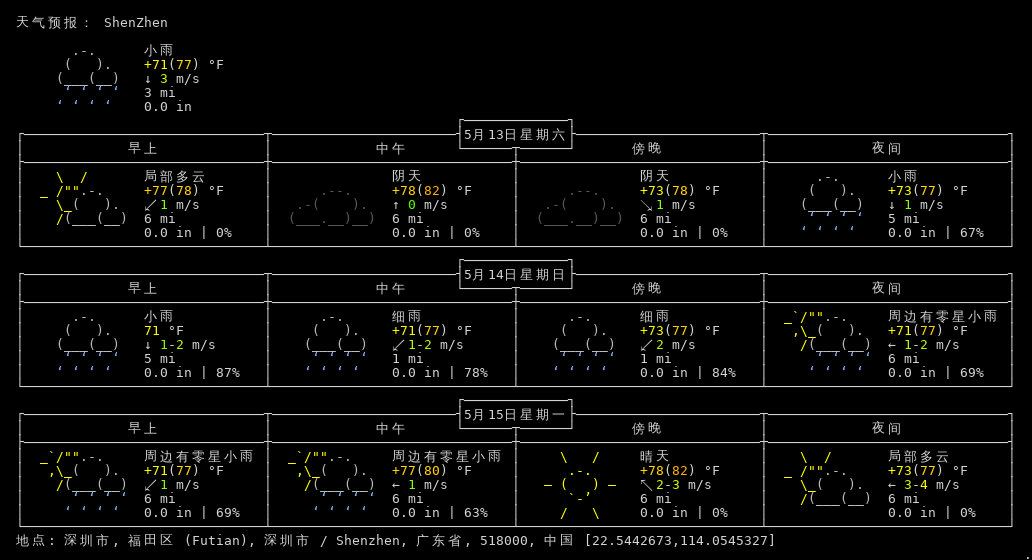 天气预报： ShenZhen
小雨
+71(77) °F
↓ 3 m/s
3 mi
0.0 in
5月13日星期六
早上 中午 傍晚 夜间
局部多云 阴天 阴天 小雨
+77(78) °F +78(82) °F +73(78) °F +73(77) °F
↙1 m/s ↑ 0 m/s ↘1 m/s ↓ 1 m/s
6 mi 6 mi 6 mi 5 mi
0.0 in | 0% 0.0 in | 0% 0.0 in | 0% 0.0 in | 67%
5月14日星期日
早上 中午 傍晚 夜间
小雨 细雨 细雨 周边有零星小雨
71 °F +71(77) °F +73(77) °F +71(77) °F
↓ 1-2 m/s ↙1-2 m/s ↙2 m/s ← 1-2 m/s
5 mi 1 mi 1 mi 6 mi
0.0 in | 87% 0.0 in | 78% 0.0 in | 84% 0.0 in | 69%
5月15日星期一
早上 中午 傍晚 夜间
周边有零星小雨 周边有零星小雨 晴天 局部多云
+71(77) °F +77(80) °F +78(82) °F +73(77) °F
↙1 m/s ← 1 m/s ↖2-3 m/s ← 3-4 m/s
6 mi 6 mi 6 mi 6 mi
0.0 in | 69% 0.0 in | 63% 0.0 in | 0% 0.0 in | 0%
地点: 深圳市, 福田区 (Futian), 深圳市 / Shenzhen, 广东省, 518000, 中国 [22.5442673,114.0545327]